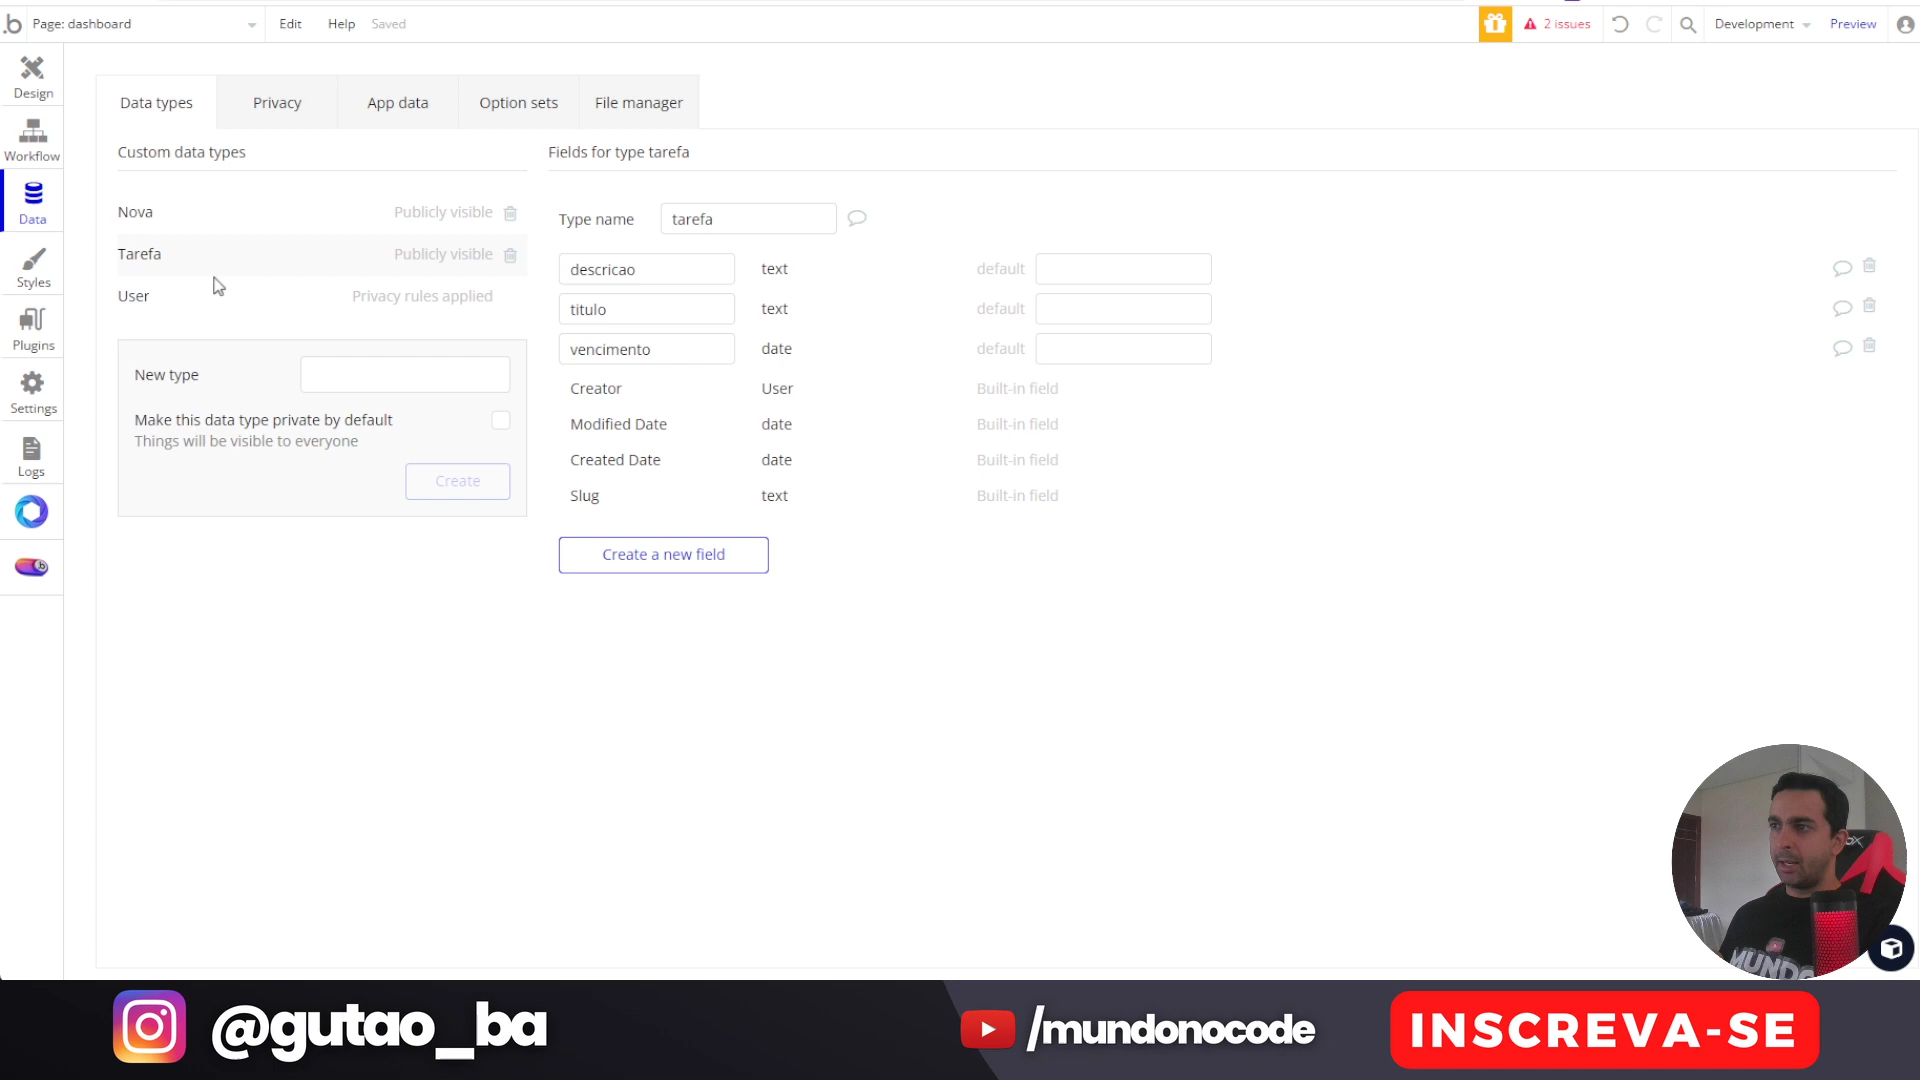 .b Page: dashboard Edit Help Saved 2 issues Development Preview
Design
Workflow
Data
Styles
Plugins
Settings
Logs
Data types Privacy App data Option sets File manager
Custom data types
Nova Publicly visible
Tarefa Publicly visible
User Privacy rules applied
New type
Make this data type private by default
Things will be visible to everyone
Create
Fields for type tarefa
Type name tarefa
descricao text default
titulo text default
vencimento date default
Creator User Built-in field
Modified Date date Built-in field
Created Date date Built-in field
Slug text Built-in field
Create a new field
MUNDO
@gutao_ba /mundonocode INSCREVA-SE